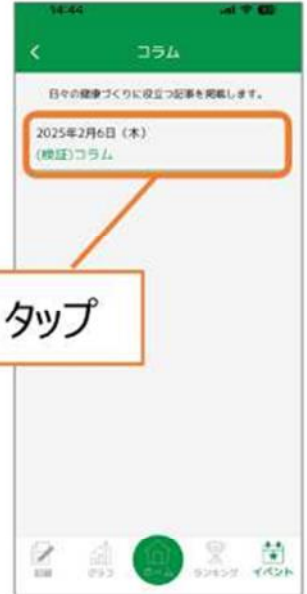 14:44
コラム
日々の健康づくりに役立つ記事を掲載します。
2025年2月6日（木）
(検証)コラム
タップ
記録
グラフ
ホーム
ランキング
イベント